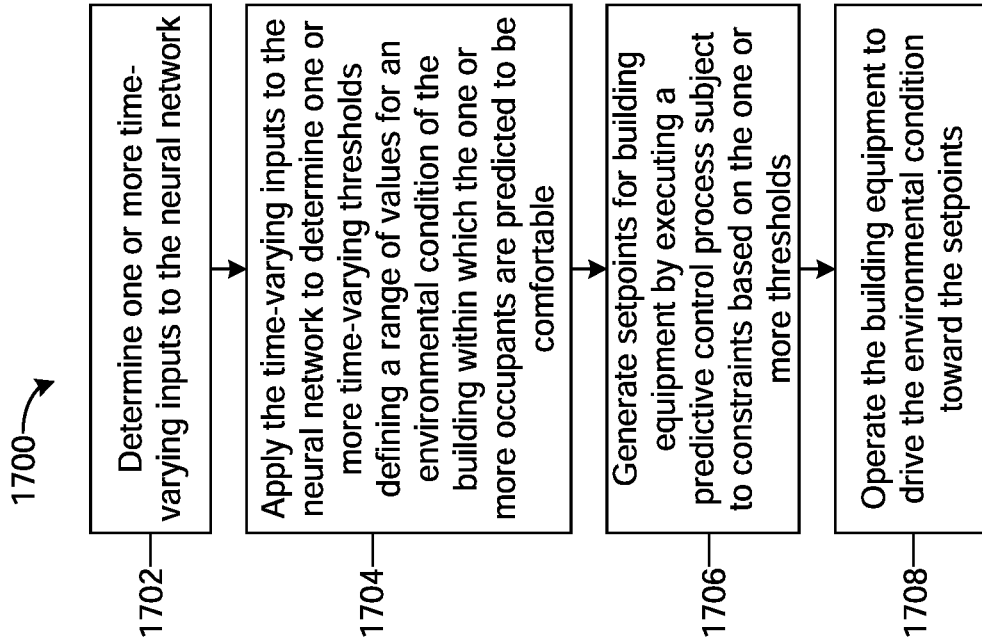 1700
1702
Determine one or more time-
varying inputs to the neural network
1704
Apply the time-varying inputs to the
neural network to determine one or
more time-varying thresholds
defining a range of values for an
environmental condition of the
building within which the one or
more occupants are predicted to be
comfortable
1706
Generate setpoints for building
equipment by executing a
predictive control process subject
to constraints based on the one or
more thresholds
1708
Operate the building equipment to
drive the environmental condition
toward the setpoints